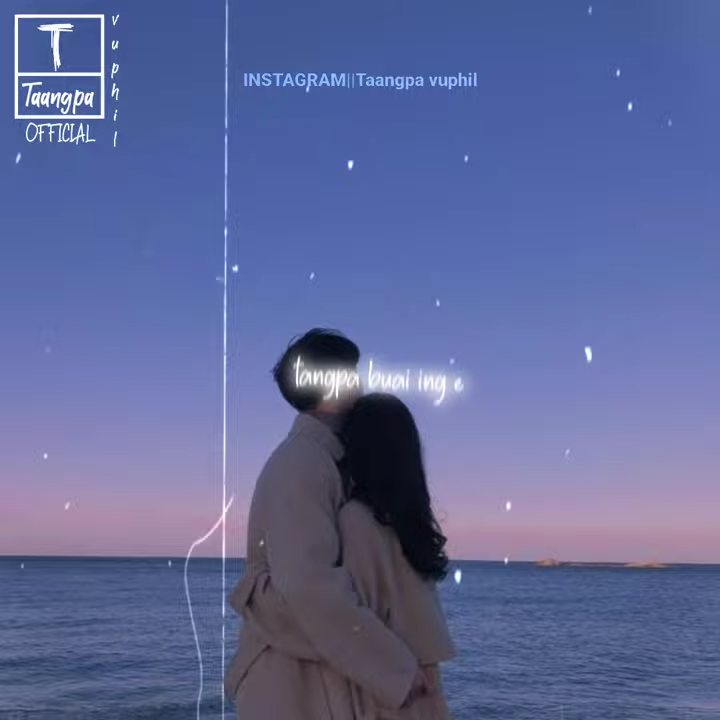 T
Taangpa
OFFICIAL
vuphil
INSTAGRAM||Taangpa vuphil
tangpa buai ing e